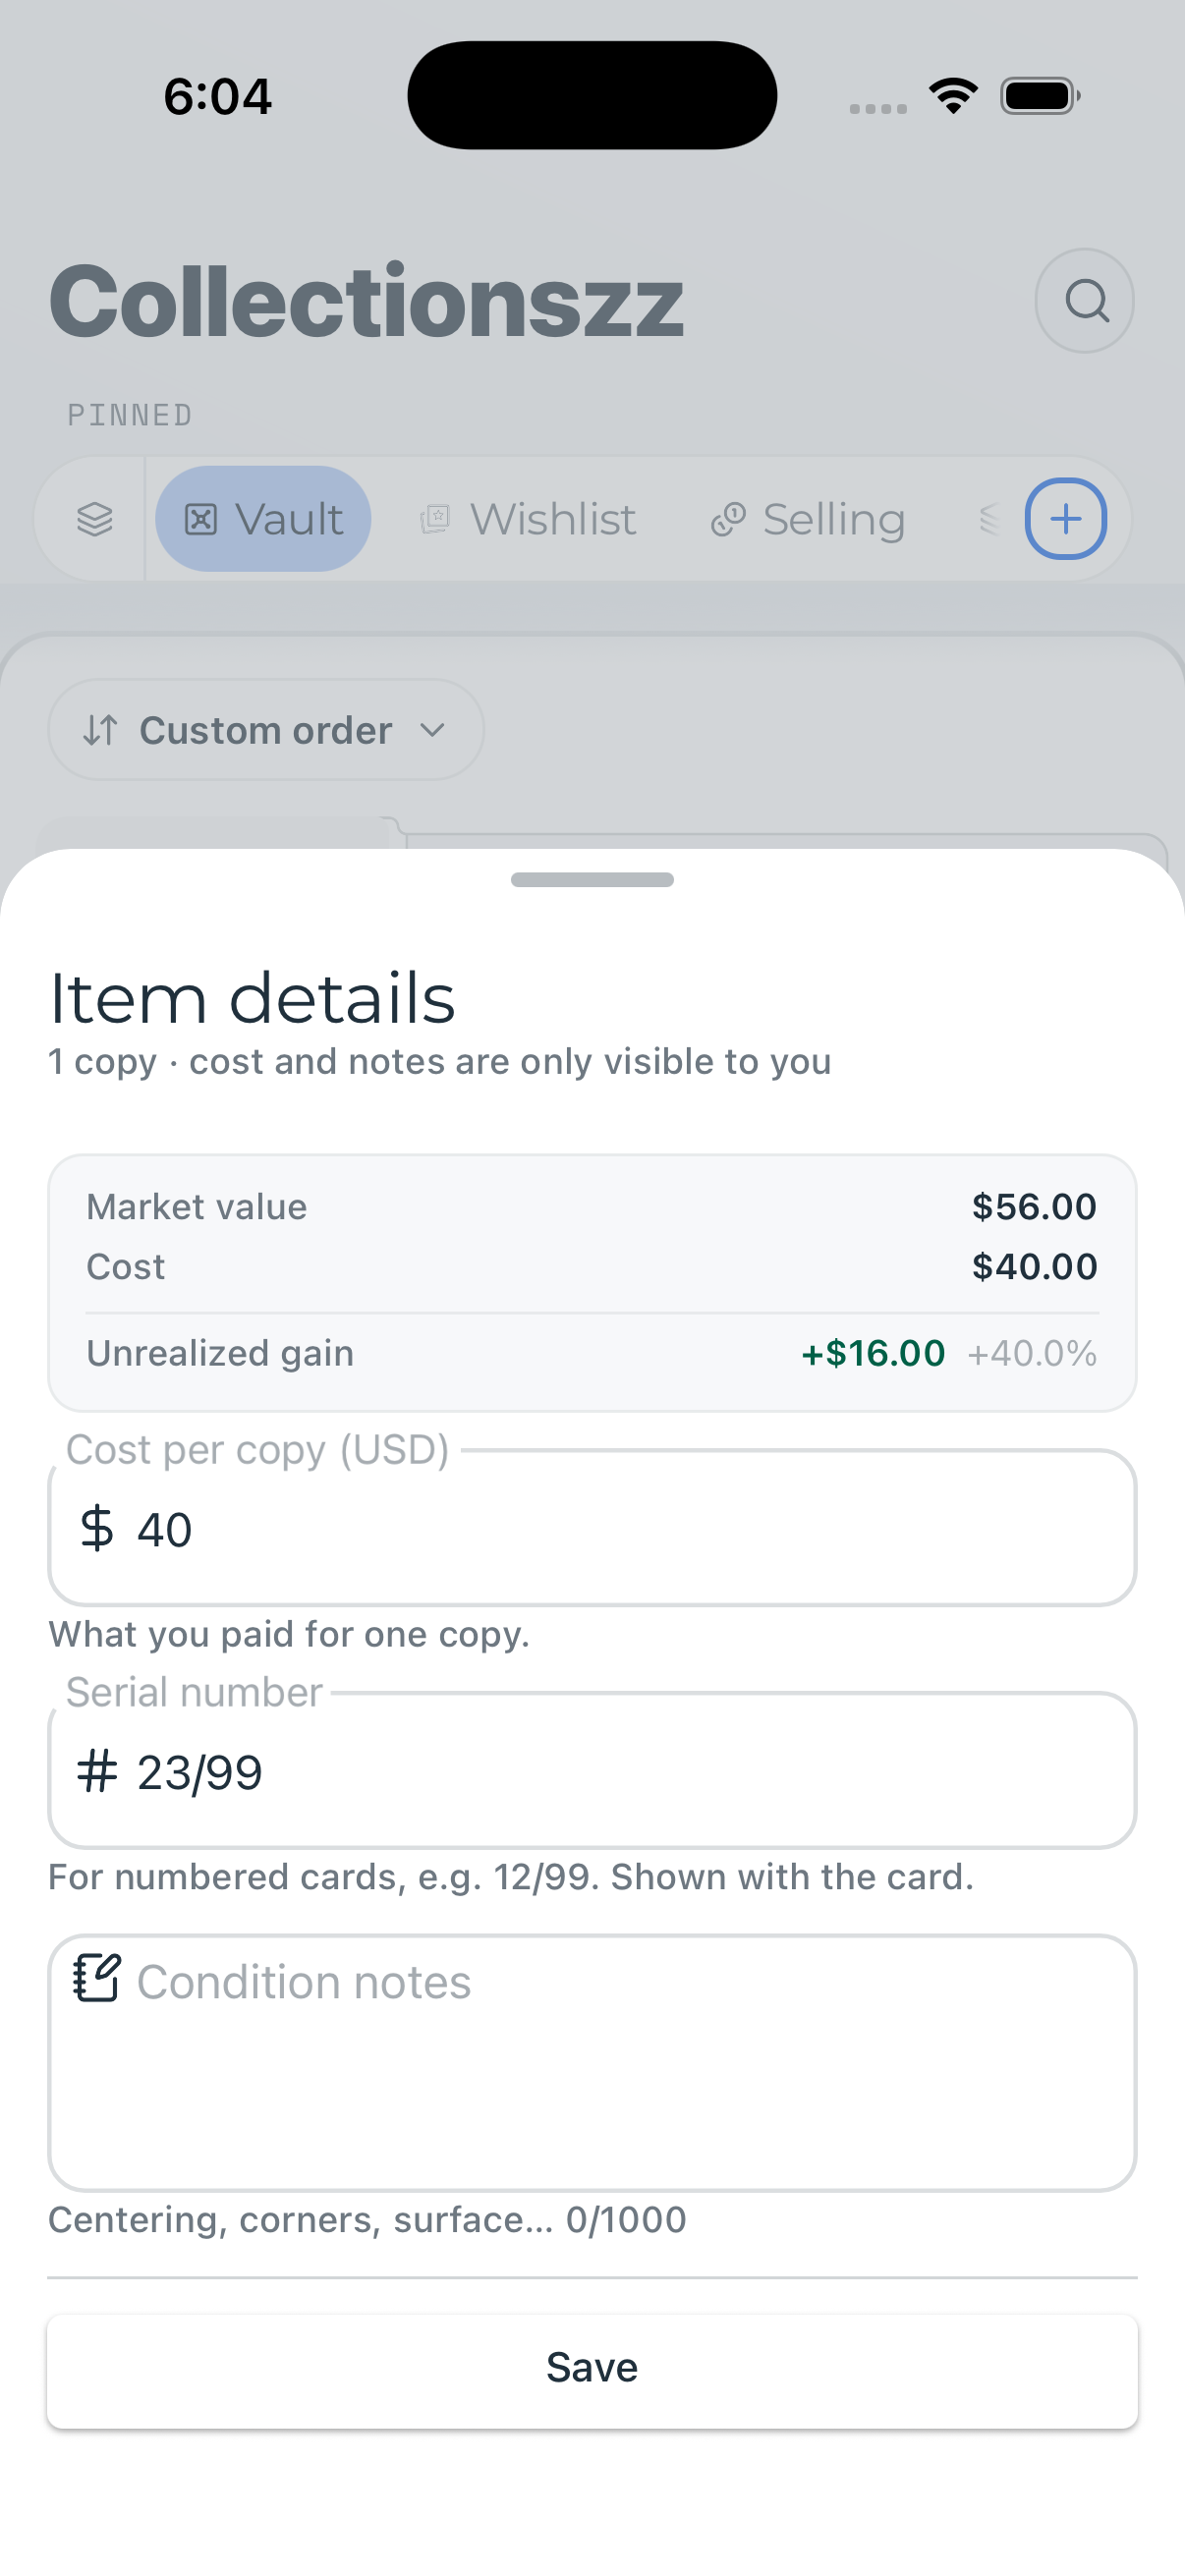 6:04
Collectionszz
PINNED
Vault Wishlist Selling
Custom order
Item details
1 copy · cost and notes are only visible to you
Market value $56.00
Cost $40.00
Unrealized gain +$16.00 +40.0%
Cost per copy (USD)
$ 40
What you paid for one copy.
Serial number
# 23/99
For numbered cards, e.g. 12/99. Shown with the card.
Condition notes
Centering, corners, surface... 0/1000
Save